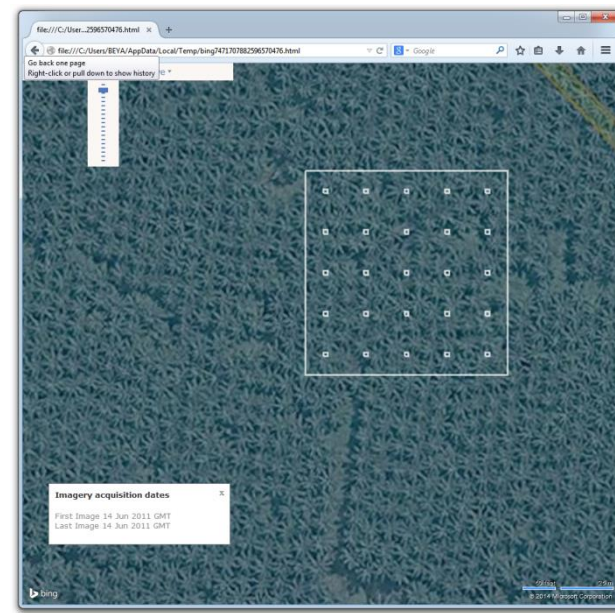 file:///C:/User...2596570476.html × +
file:///C:/Users/BEYA/AppData/Local/Temp/bing7471707882596570476.html
Google
Go back one page
Right-click or pull down to show history
Imagery acquisition dates x
First Image 14 Jun 2011 GMT
Last Image 14 Jun 2011 GMT
bing
© 2014 Microsoft Corporation